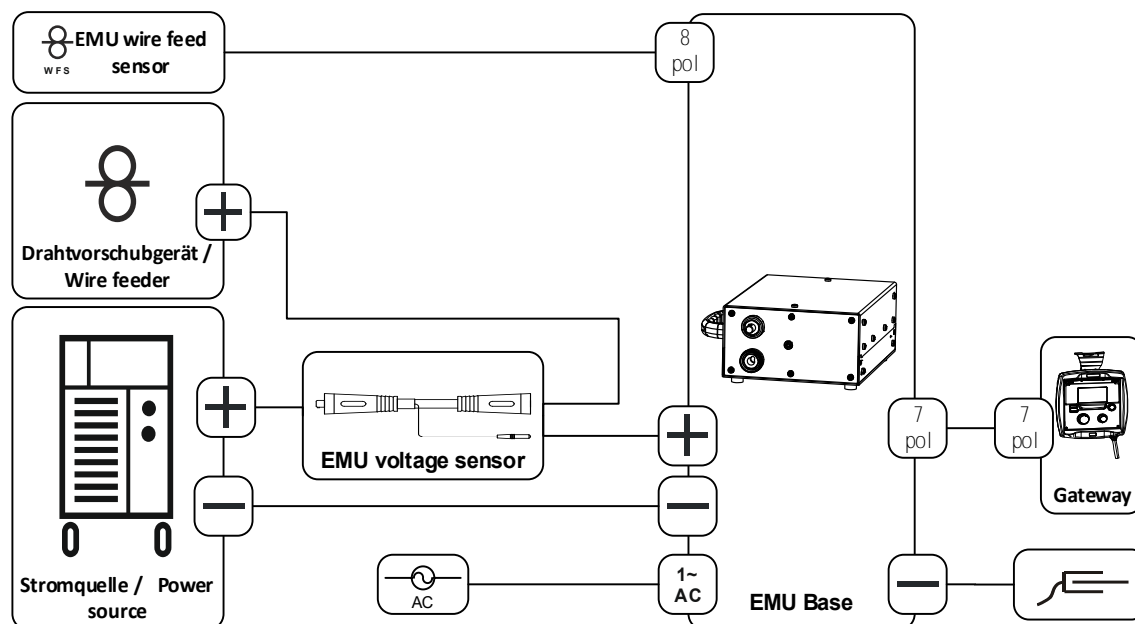 EMU wire feed
sensor
WFS
8
pol
Drahtvorschubgerät /
Wire feeder
EMU voltage sensor
7
pol
7
pol
Gateway
Stromquelle / Power
source
AC
1~
AC
EMU Base